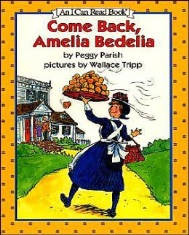 An I Can Read Book
Come Back,
Amelia Bedelia
by Peggy Parish
pictures by Wallace Tripp